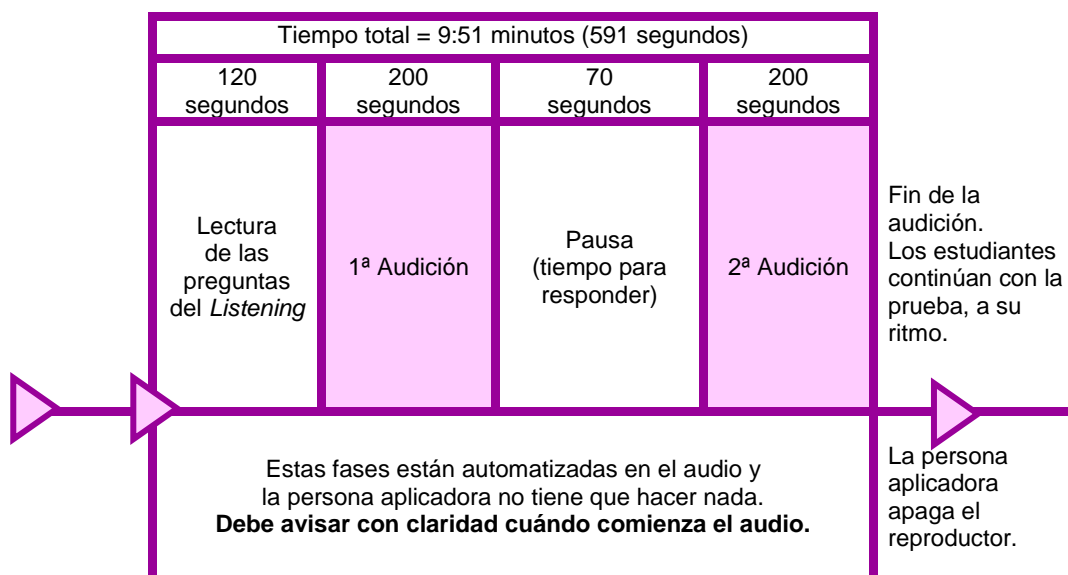 Tiempo total = 9:51 minutos (591 segundos)
120
segundos
200
segundos
70
segundos
200
segundos
Lectura
de las
preguntas
del Listening
1ª Audición
Pausa
(tiempo para
responder)
2ª Audición
Fin de la
audición.
Los estudiantes
continúan con la
prueba, a su
ritmo.
Estas fases están automatizadas en el audio y
la persona aplicadora no tiene que hacer nada.
Debe avisar con claridad cuándo comienza el audio.
La persona
aplicadora
apaga el
reproductor.